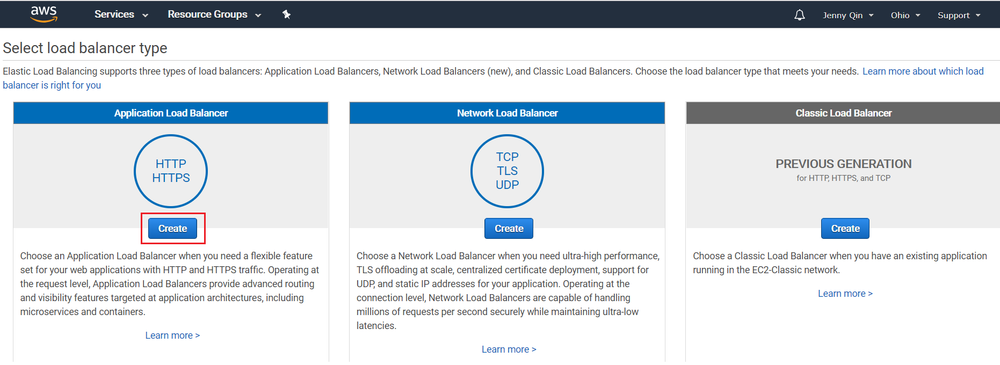 aws Services Resource Groups Jenny Qin Ohio Support
Select load balancer type
Elastic Load Balancing supports three types of load balancers: Application Load Balancers, Network Load Balancers (new), and Classic Load Balancers. Choose the load balancer type that meets your needs. Learn more about which load
balancer is right for you
Application Load Balancer
HTTP
HTTPS
Create
Choose an Application Load Balancer when you need a flexible feature
set for your web applications with HTTP and HTTPS traffic. Operating at
the request level, Application Load Balancers provide advanced routing
and visibility features targeted at application architectures, including
microservices and containers.
Learn more >
Network Load Balancer
TCP
TLS
UDP
Create
Choose a Network Load Balancer when you need ultra-high performance,
TLS offloading at scale, centralized certificate deployment, support for
UDP, and static IP addresses for your application. Operating at the
connection level, Network Load Balancers are capable of handling
millions of requests per second securely while maintaining ultra-low
latencies.
Learn more >
Classic Load Balancer
PREVIOUS GENERATION
for HTTP, HTTPS, and TCP
Create
Choose a Classic Load Balancer when you have an existing application
running in the EC2-Classic network.
Learn more >